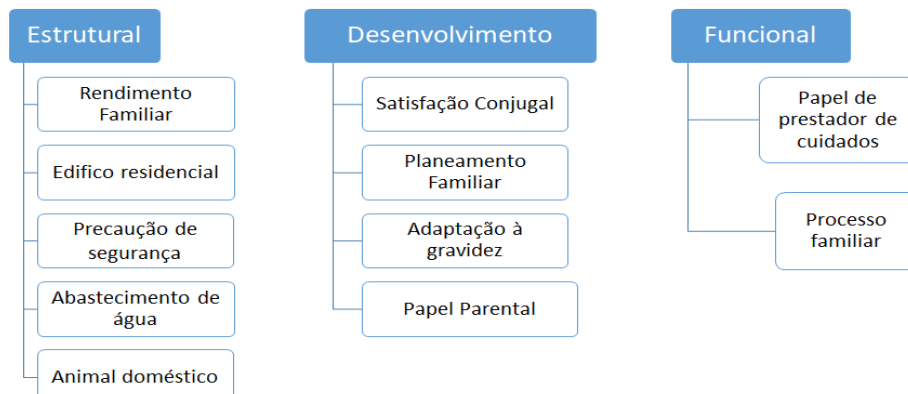 Estrutural
Rendimento
Familiar
Edifico residencial
Precaução de
segurança
Abastecimento de
água
Animal doméstico
Desenvolvimento
Satisfação Conjugal
Planeamento
Familiar
Adaptação à
gravidez
Papel Parental
Funcional
Papel de
prestador de
cuidados
Processo
familiar